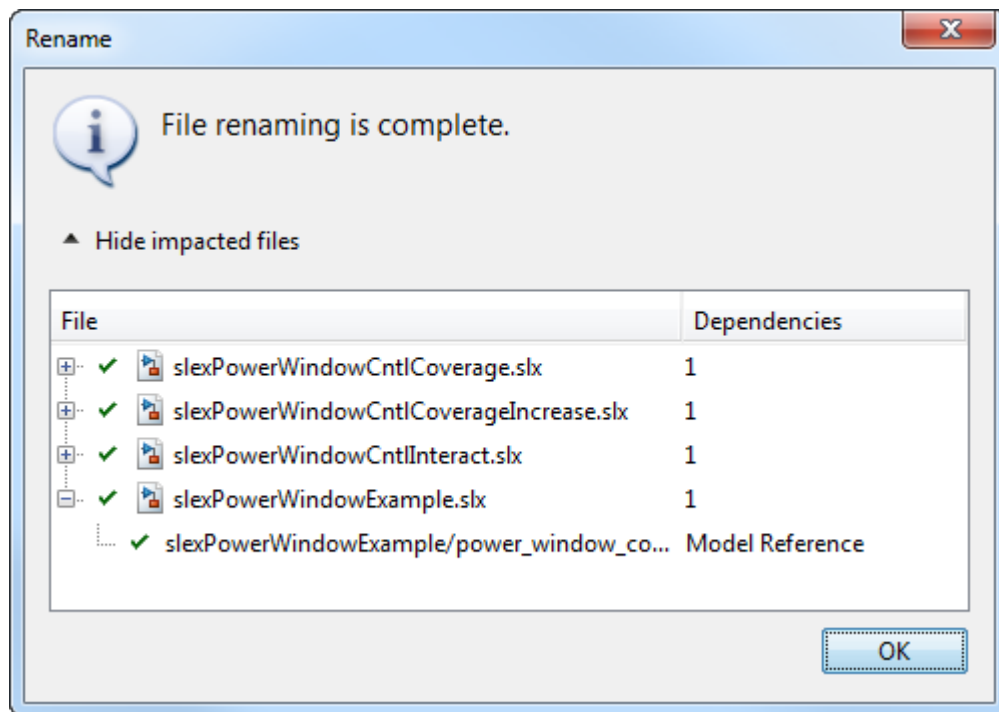 Rename
File renaming is complete.
Hide impacted files
File Dependencies
slexPowerWindowCntlCoverage.slx 1
slexPowerWindowCntlCoverageIncrease.slx 1
slexPowerWindowCntlInteract.slx 1
slexPowerWindowExample.slx 1
slexPowerWindowExample/power_window_co... Model Reference
OK